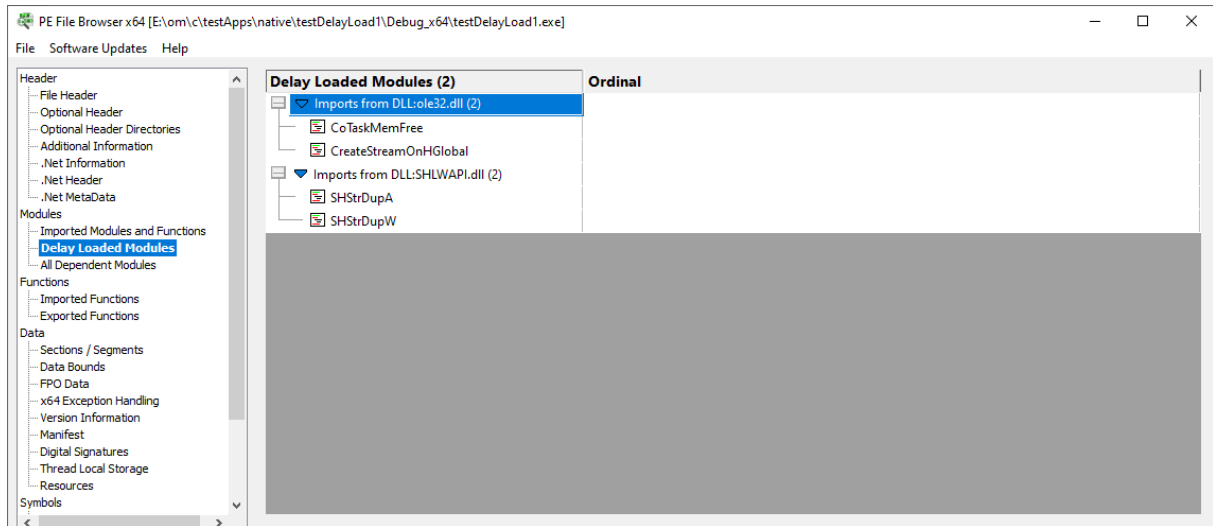 PE File Browser x64 [E:\om\c\testApps\native\testDelayLoad1\Debug_x64\testDelayLoad1.exe]
File Software Updates Help
Header
File Header
Optional Header
Optional Header Directories
Additional Information
.Net Information
.Net Header
.Net MetaData
Modules
Imported Modules and Functions
Delay Loaded Modules
All Dependent Modules
Functions
Imported Functions
Exported Functions
Data
Sections / Segments
Data Bounds
FPO Data
x64 Exception Handling
Version Information
Manifest
Digital Signatures
Thread Local Storage
Resources
Symbols
Delay Loaded Modules (2) Ordinal
Imports from DLL:ole32.dll (2)
CoTaskMemFree
CreateStreamOnHGlobal
Imports from DLL:SHLWAPI.dll (2)
SHStrDupA
SHStrDupW